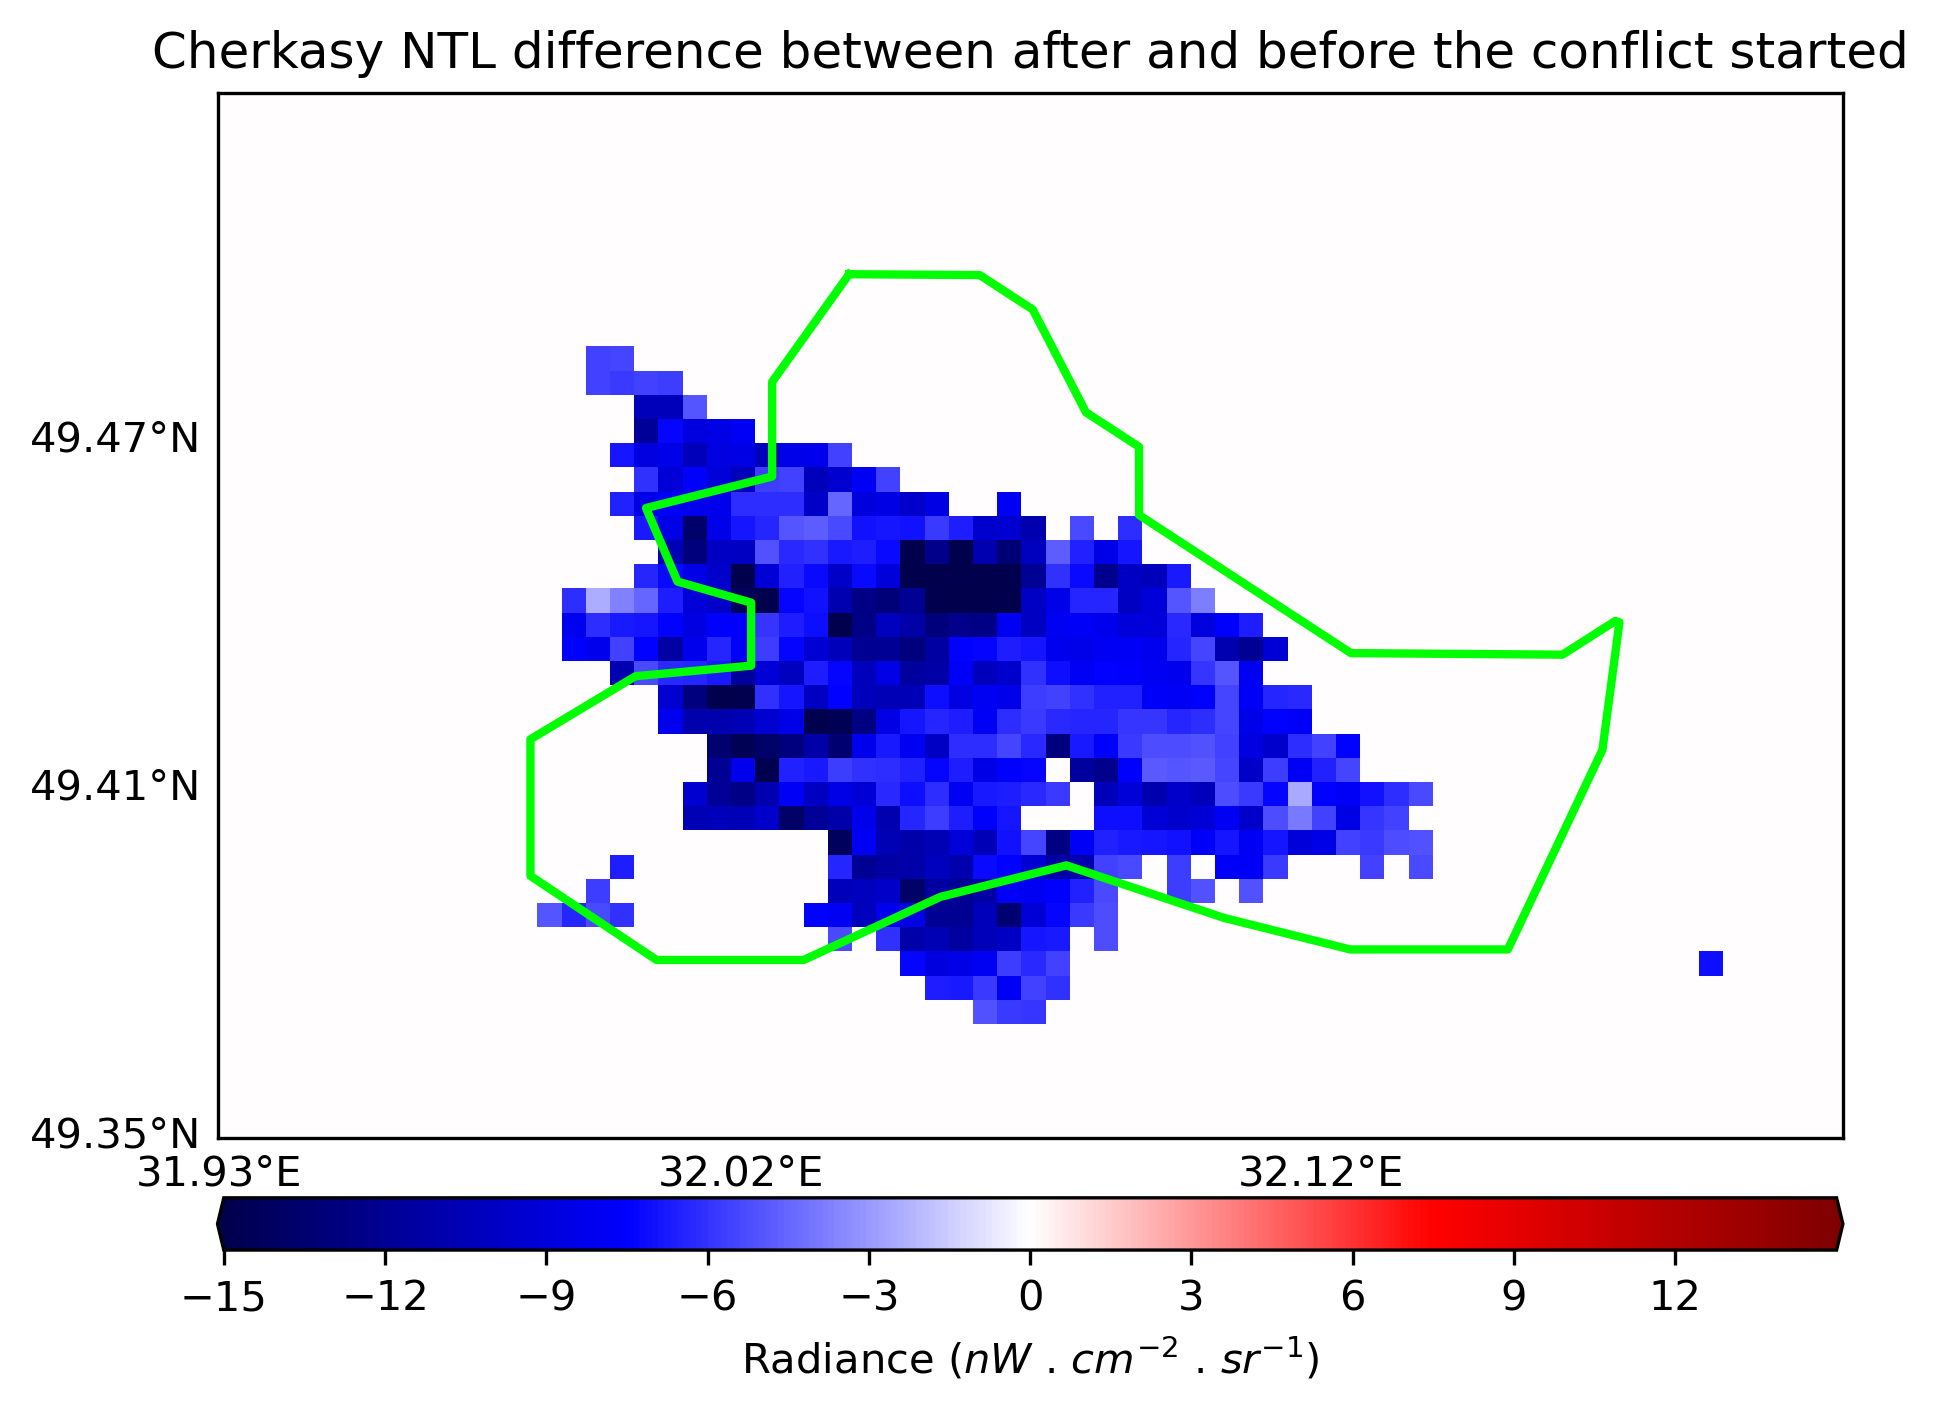 Cherkasy NTL difference between after and before the conflict started
49.47°N
49.41°N
49.35°N
31.93°E 32.02°E 32.12°E
−15 −12 −9 −6 −3 0 3 6 9 12
Radiance (nW . cm⁻² . sr⁻¹)